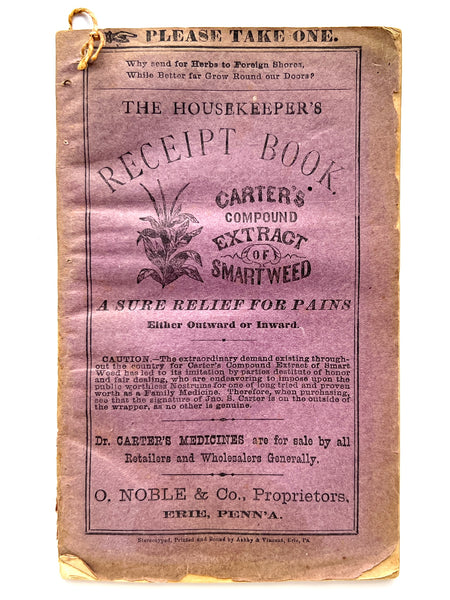 ☞ PLEASE TAKE ONE.
Why send for Herbs to Foreign Shores,
While Better far Grow Round our Doors?
THE HOUSEKEEPER'S
RECEIPT BOOK.
CARTER'S
COMPOUND
EXTRACT
OF
SMARTWEED
A SURE RELIEF FOR PAINS
Either Outward or Inward.
CAUTION.—The extraordinary demand existing through-
out the country for Carter's Compound Extract of Smart
Weed has led to its imitation by parties destitute of honor
and fair dealing, who are endeavoring to impose upon the
public worthless Nostrums for one of long tried and proven
worth as a Family Medicine. Therefore, when purchasing,
see that the signature of Jno. S. Carter is on the outside of
the wrapper, as no other is genuine.
Dr. CARTER'S MEDICINES are for sale by all
Retailers and Wholesalers Generally.
O. NOBLE & Co., Proprietors,
ERIE, PENN'A.
Stereotyped, Printed and Bound by Ashby & Vincent, Erie, Pa.